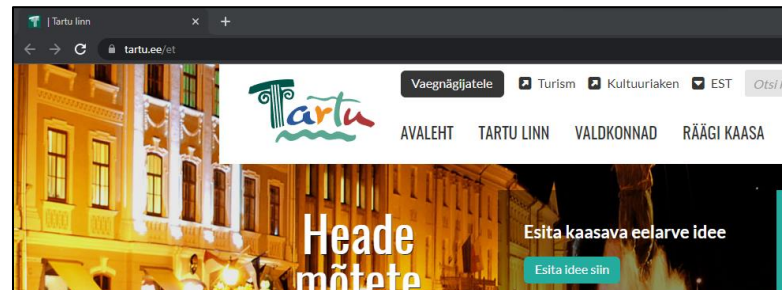 | Tartu linn
tartu.ee/et
Tartu
Vaegnägijatele Turism Kultuuriaken EST Otsi
AVALEHT TARTU LINN VALDKONNAD RÄÄGI KAASA
Heade
mõtete
Esita kaasava eelarve idee
Esita idee siin